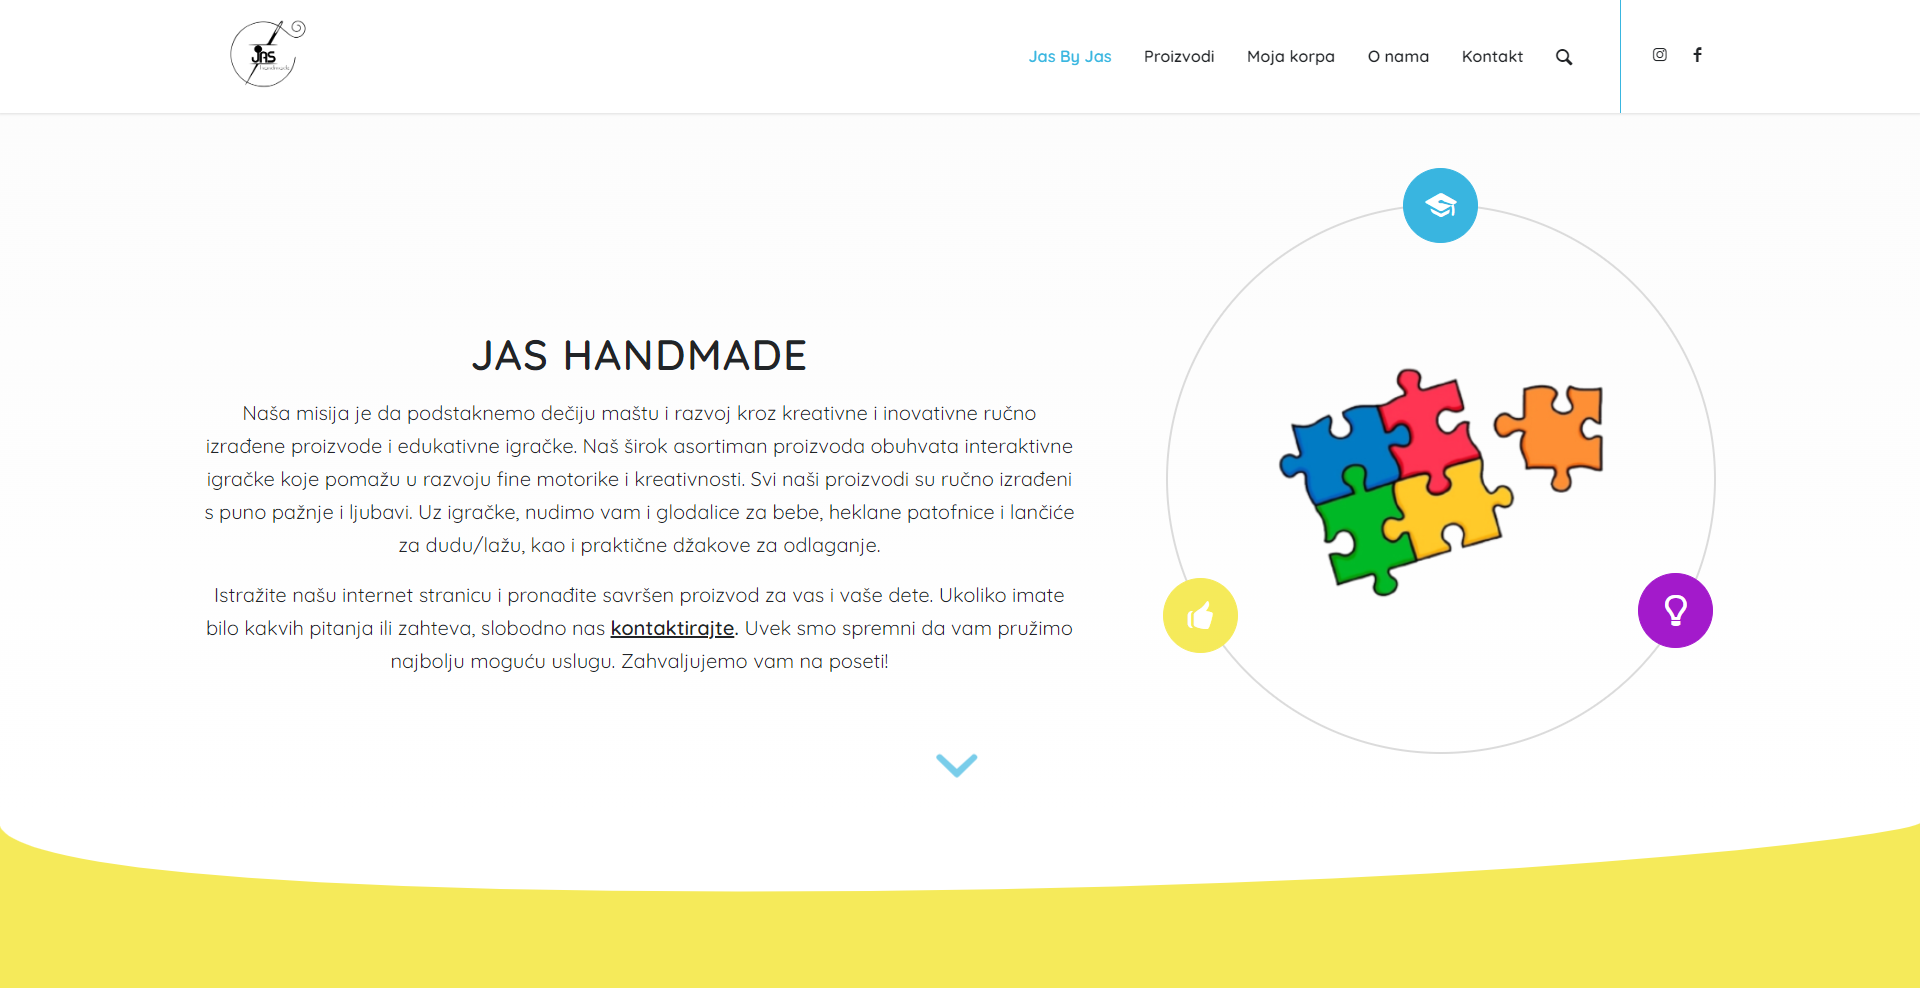 JAS
handmade
Jas By Jas
Proizvodi
Moja korpa
O nama
Kontakt
JAS HANDMADE
Naša misija je da podstaknemo dečiju maštu i razvoj kroz kreativne i inovativne ručno
izrađene proizvode i edukativne igračke. Naš širok asortiman proizvoda obuhvata interaktivne
igračke koje pomažu u razvoju fine motorike i kreativnosti. Svi naši proizvodi su ručno izrađeni
s puno pažnje i ljubavi. Uz igračke, nudimo vam i glodalice za bebe, heklane patofnice i lančiće
za dudu/lažu, kao i praktične džakove za odlaganje.
Istražite našu internet stranicu i pronađite savršen proizvod za vas i vaše dete. Ukoliko imate
bilo kakvih pitanja ili zahteva, slobodno nas kontaktirajte. Uvek smo spremni da vam pružimo
najbolju moguću uslugu. Zahvaljujemo vam na poseti!